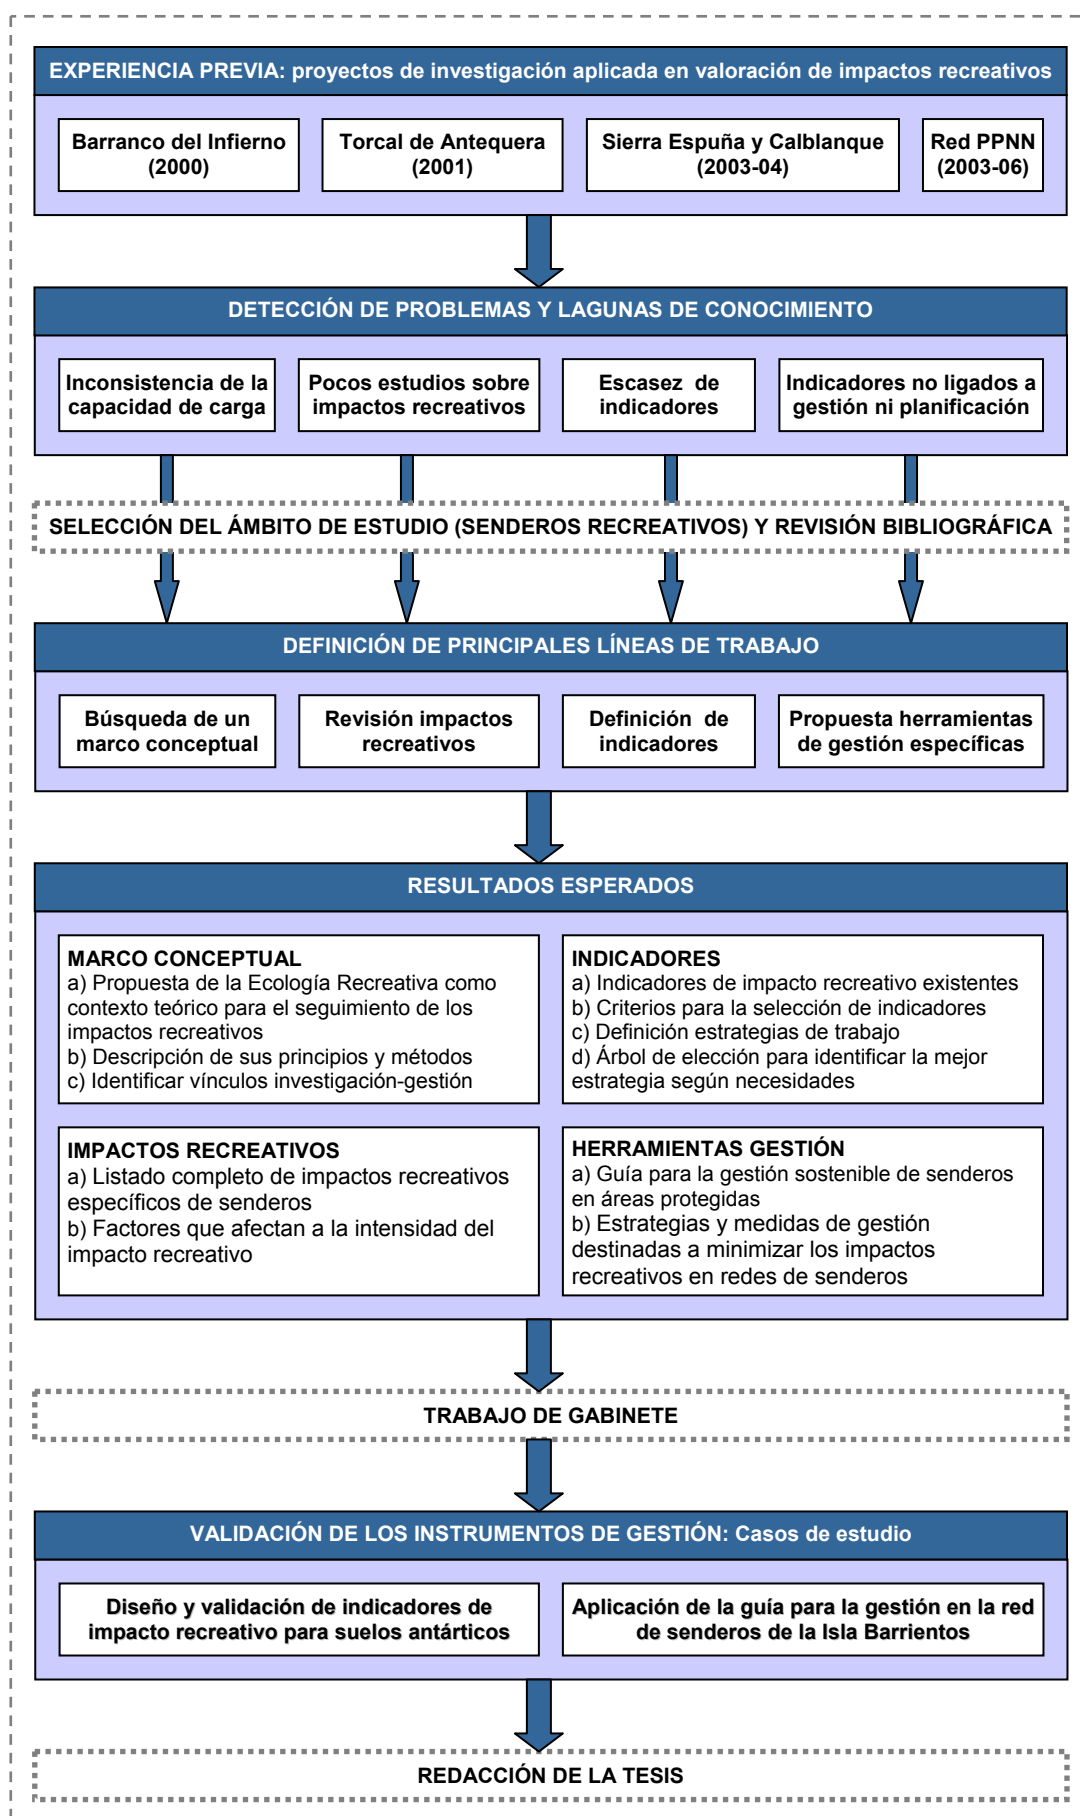 EXPERIENCIA PREVIA: proyectos de investigación aplicada en valoración de impactos recreativos
Barranco del Infierno
(2000)
Torcal de Antequera
(2001)
Sierra Espuña y Calblanque
(2003-04)
Red PPNN
(2003-06)
DETECCIÓN DE PROBLEMAS Y LAGUNAS DE CONOCIMIENTO
Inconsistencia de la
capacidad de carga
Pocos estudios sobre
impactos recreativos
Escasez de
indicadores
Indicadores no ligados a
gestión ni planificación
SELECCIÓN DEL ÁMBITO DE ESTUDIO (SENDEROS RECREATIVOS) Y REVISIÓN BIBLIOGRÁFICA
DEFINICIÓN DE PRINCIPALES LÍNEAS DE TRABAJO
Búsqueda de un
marco conceptual
Revisión impactos
recreativos
Definición de
indicadores
Propuesta herramientas
de gestión específicas
RESULTADOS ESPERADOS
MARCO CONCEPTUAL
a) Propuesta de la Ecología Recreativa como
contexto teórico para el seguimiento de los
impactos recreativos
b) Descripción de sus principios y métodos
c) Identificar vínculos investigación-gestión
INDICADORES
a) Indicadores de impacto recreativo existentes
b) Criterios para la selección de indicadores
c) Definición estrategias de trabajo
d) Árbol de elección para identificar la mejor
estrategia según necesidades
IMPACTOS RECREATIVOS
a) Listado completo de impactos recreativos
específicos de senderos
b) Factores que afectan a la intensidad del
impacto recreativo
HERRAMIENTAS GESTIÓN
a) Guía para la gestión sostenible de senderos
en áreas protegidas
b) Estrategias y medidas de gestión
destinadas a minimizar los impactos
recreativos en redes de senderos
TRABAJO DE GABINETE
VALIDACIÓN DE LOS INSTRUMENTOS DE GESTIÓN: Casos de estudio
Diseño y validación de indicadores de
impacto recreativo para suelos antárticos
Aplicación de la guía para la gestión en la red
de senderos de la Isla Barrientos
REDACCIÓN DE LA TESIS